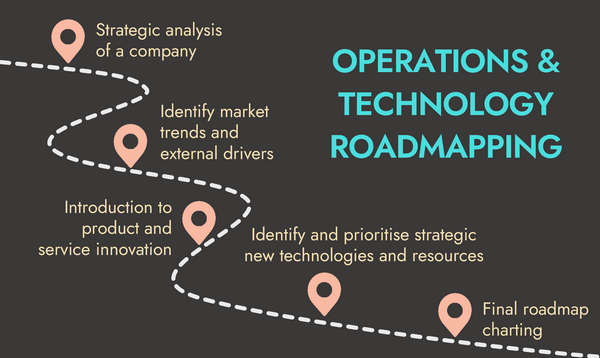 Strategic analysis
of a company
OPERATIONS &
TECHNOLOGY
ROADMAPPING
Identify market
trends and
external drivers
Introduction to
product and
service innovation
Identify and prioritise strategic
new technologies and resources
Final roadmap
charting